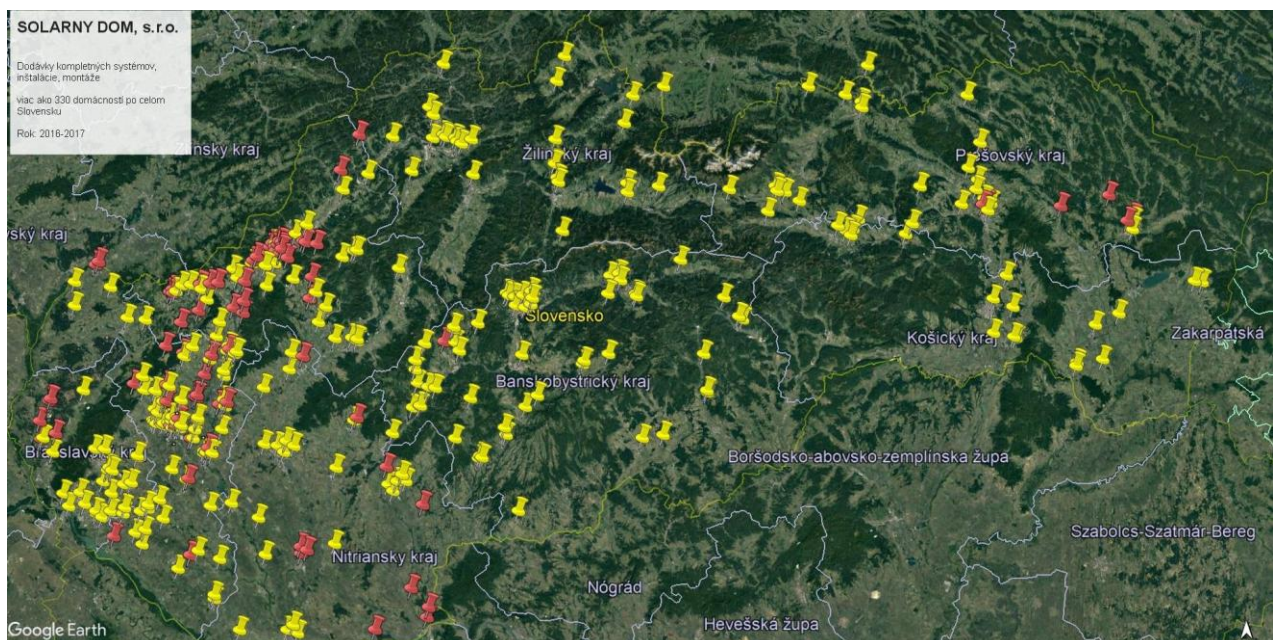 SOLARNY DOM, s.r.o.
Dodávky kompletných systémov,
inštalácie, montáže
viac ako 330 domácností po celom
Slovensku
Rok: 2016-2017
Žilinský kraj
Prešovský kraj
Slovensko
Košický kraj
Zakarpatská
Banskobystrický kraj
Boršodsko-abovsko-zemplínska župa
Szabolcs-Szatmár-Bereg
Nitriansky kraj
Nógrád
Hevešská župa
Google Earth